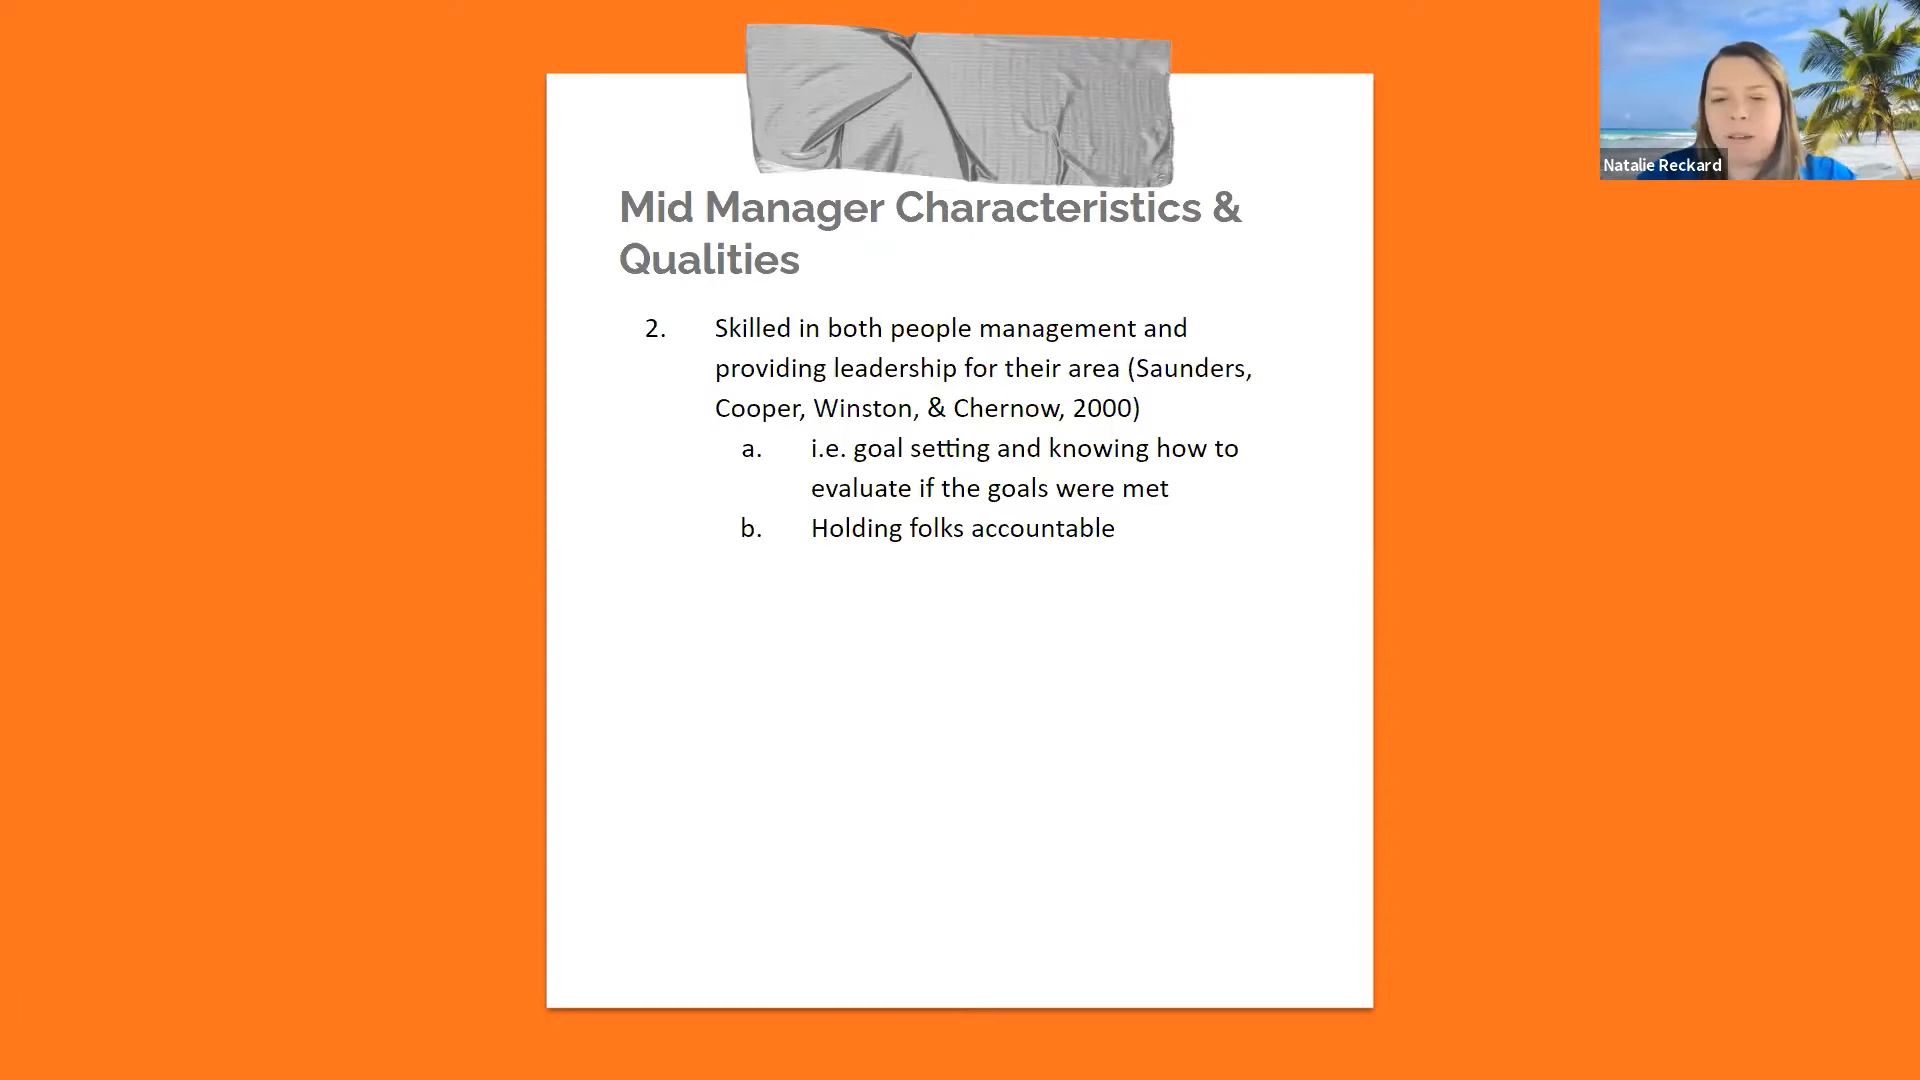 Mid Manager Characteristics &
Qualities
2. Skilled in both people management and
providing leadership for their area (Saunders,
Cooper, Winston, & Chernow, 2000)
a. i.e. goal setting and knowing how to
evaluate if the goals were met
b. Holding folks accountable
Natalie Reckard